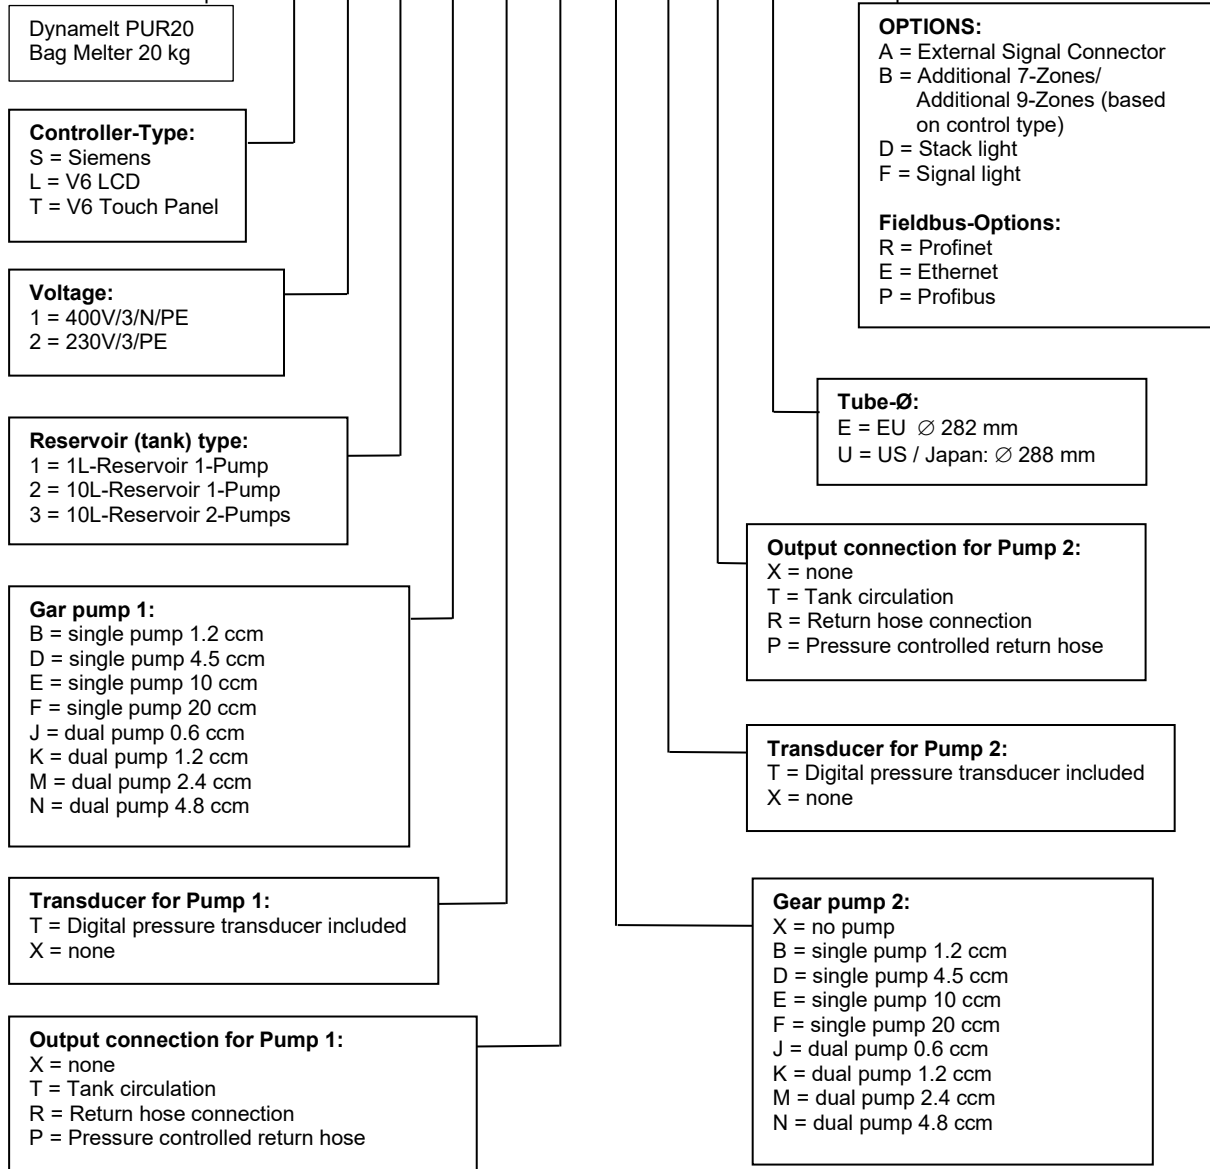 Dynamelt PUR20
Bag Melter 20 kg
Controller-Type:
S = Siemens
L = V6 LCD
T = V6 Touch Panel
Voltage:
1 = 400V/3/N/PE
2 = 230V/3/PE
Reservoir (tank) type:
1 = 1L-Reservoir 1-Pump
2 = 10L-Reservoir 1-Pump
3 = 10L-Reservoir 2-Pumps
Gar pump 1:
B = single pump 1.2 ccm
D = single pump 4.5 ccm
E = single pump 10 ccm
F = single pump 20 ccm
J = dual pump 0.6 ccm
K = dual pump 1.2 ccm
M = dual pump 2.4 ccm
N = dual pump 4.8 ccm
Transducer for Pump 1:
T = Digital pressure transducer included
X = none
Output connection for Pump 1:
X = none
T = Tank circulation
R = Return hose connection
P = Pressure controlled return hose
OPTIONS:
A = External Signal Connector
B = Additional 7-Zones/
Additional 9-Zones (based
on control type)
D = Stack light
F = Signal light
Fieldbus-Options:
R = Profinet
E = Ethernet
P = Profibus
Tube-Ø:
E = EU ∅ 282 mm
U = US / Japan: ∅ 288 mm
Output connection for Pump 2:
X = none
T = Tank circulation
R = Return hose connection
P = Pressure controlled return hose
Transducer for Pump 2:
T = Digital pressure transducer included
X = none
Gear pump 2:
X = no pump
B = single pump 1.2 ccm
D = single pump 4.5 ccm
E = single pump 10 ccm
F = single pump 20 ccm
J = dual pump 0.6 ccm
K = dual pump 1.2 ccm
M = dual pump 2.4 ccm
N = dual pump 4.8 ccm